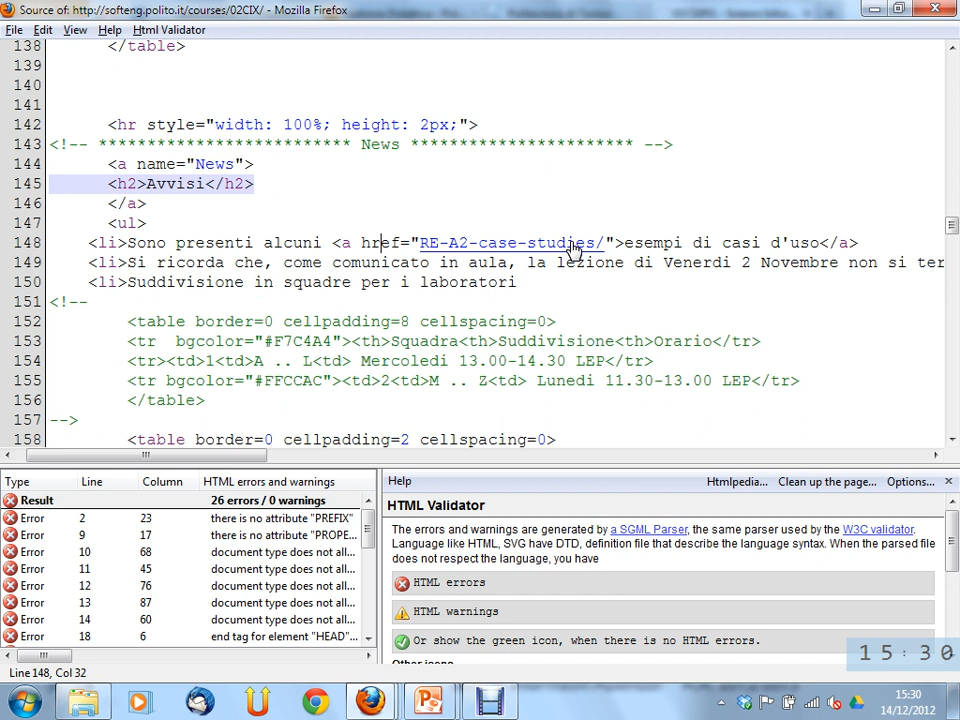 Source of: http://softeng.polito.it/courses/02CIX/ - Mozilla Firefox
File Edit View Help Html Validator
138 </table>
139
140
141
142 <hr style="width: 100%; height: 2px;">
143 <!-- ************************** News *********************** -->
144 <a name="News">
145 <h2>Avvisi</h2>
146 </a>
147 <ul>
148 <li>Sono presenti alcuni <a href="RE-A2-case-studies/">esempi di casi d'uso</a>
149 <li>Si ricorda che, come comunicato in aula, la lezione di Venerdi 2 Novembre non si ter
150 <li>Suddivisione in squadre per i laboratori
151 <!--
152 <table border=0 cellpadding=8 cellspacing=0>
153 <tr  bgcolor="#F7C4A4"><th>Squadra<th>Suddivisione<th>Orario</tr>
154 <tr><td>1<td>A .. L<td> Mercoledi 13.00-14.30 LEP</tr>
155 <tr bgcolor="#FFCCAC"><td>2<td>M .. Z<td> Lunedi 11.30-13.00 LEP</tr>
156 </table>
157 -->
158 <table border=0 cellpadding=2 cellspacing=0>
Type Line Column HTML errors and warnings
Result 26 errors / 0 warnings
Error 2 23 there is no attribute "PREFIX"
Error 9 17 there is no attribute "PROPE...
Error 10 68 document type does not all...
Error 11 45 document type does not all...
Error 12 76 document type does not all...
Error 13 87 document type does not all...
Error 14 60 document type does not all...
Error 18 6 end tag for element "HEAD"...
Help Htmlpedia... Clean up the page... Options...
HTML Validator
The errors and warnings are generated by a SGML Parser, the same parser used by the W3C validator.
Language like HTML, SVG have DTD, definition file that describe the language syntax. When the parsed file
does not respect the language, you have
HTML errors
HTML warnings
Or show the green icon, when there is no HTML errors.
Other icons
15:30
Line 148, Col 32
15:30
14/12/2012